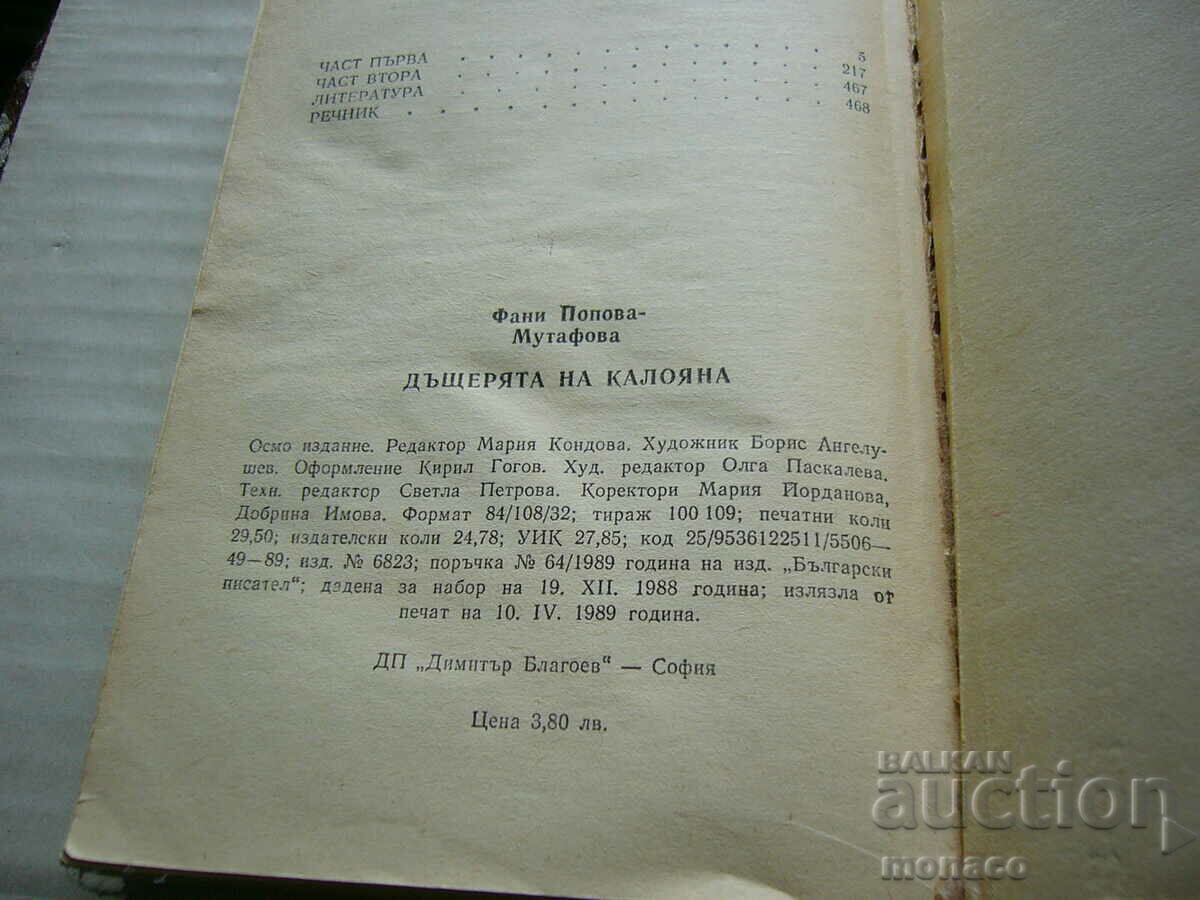 ЧАСТ ПЪРВА . . . . . . . . . . . . . 5
ЧАСТ ВТОРА . . . . . . . . . . . . . 217
ЛИТЕРАТУРА . . . . . . . . . . . . . 467
РЕЧНИК . . . . . . . . . . . . . . 468
Фани Попова-
Мутафова
ДЪЩЕРЯТА НА КАЛОЯНА
Осмо издание. Редактор Мария Кондова. Художник Борис Ангелу-
шев. Оформление Кирил Гогов. Худ. редактор Олга Паскалева.
Техн. редактор Светла Петрова. Коректори Мария Йорданова,
Добрина Имова. Формат 84/108/32; тираж 100 109; печатни коли
29,50; издателски коли 24,78; УИК 27,85; код 25/9536122511/5506—
49—89; изд. № 6823; поръчка № 64/1989 година на изд. „Български
писател“; дадена за набор на 19. XII. 1988 година; излязла от
печат на 10. IV. 1989 година.
ДП „Димитър Благоев“ — София
Цена 3,80 лв.
BALKAN
auction
monaco